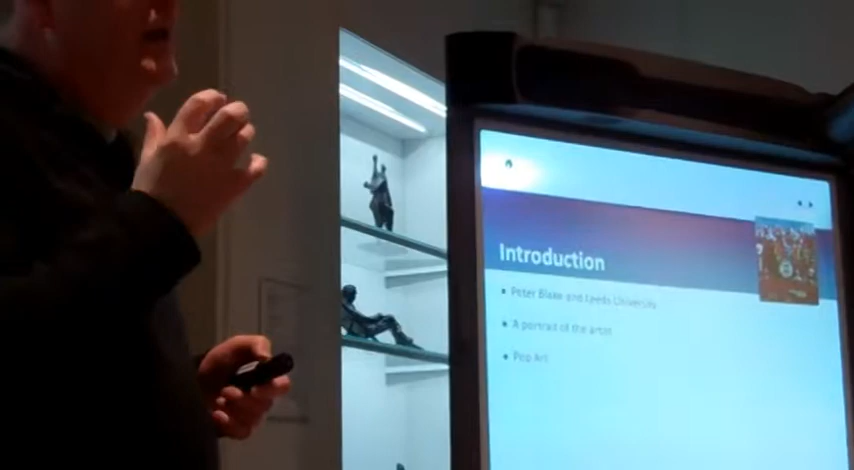 Introduction
Peter Blake and Leeds University
A portrait of the artist
Pop Art